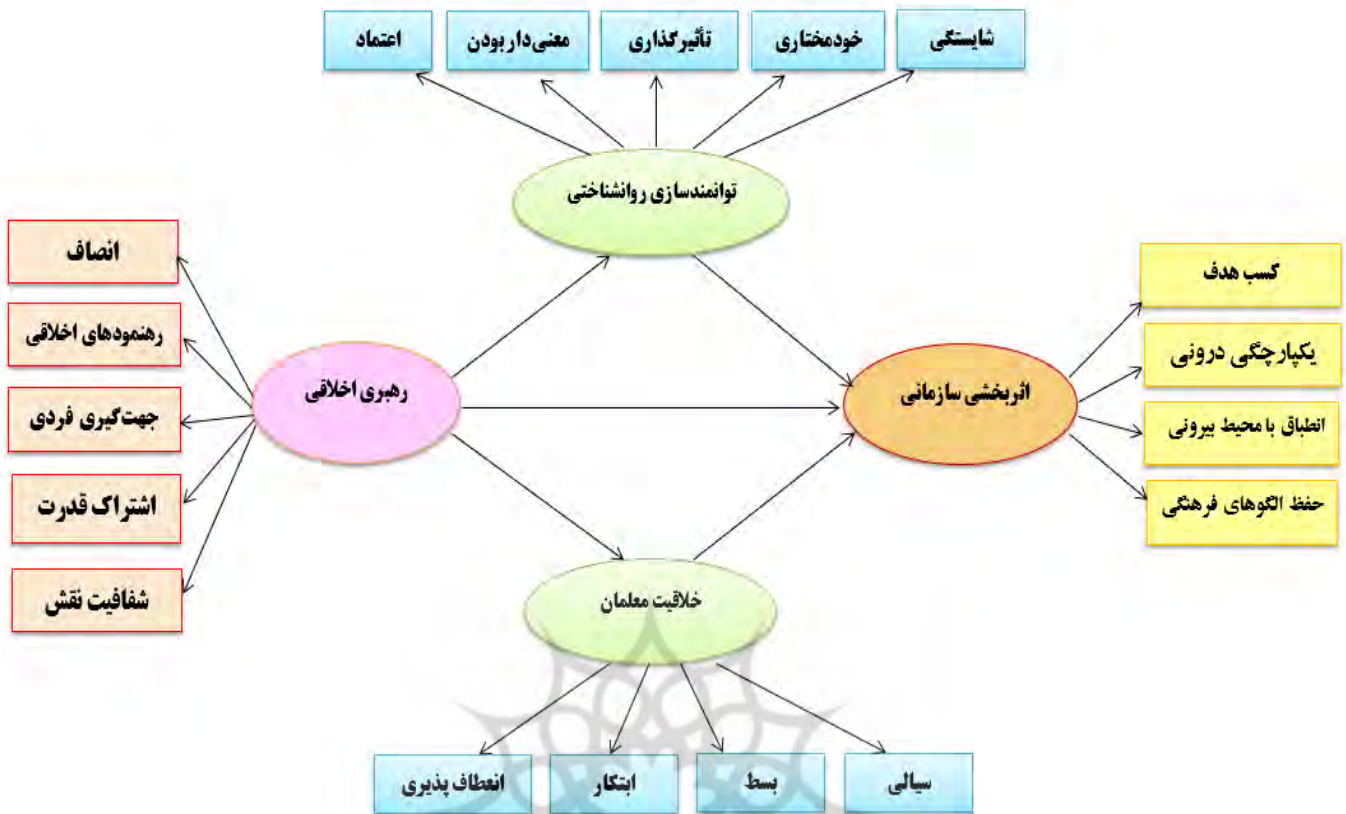 شایستگی
خودمختاری
تأثیرگذاری
معنی‌دار بودن
اعتماد
توانمندسازی روانشناختی
انصاف
رهنمودهای اخلاقی
جهت‌گیری فردی
اشتراک قدرت
شفافیت نقش
رهبری اخلاقی
اثربخشی سازمانی
کسب هدف
یکپارچگی درونی
انطباق با محیط بیرونی
حفظ الگوهای فرهنگی
خلاقیت معلمان
سیالی
بسط
ابتکار
انعطاف پذیری